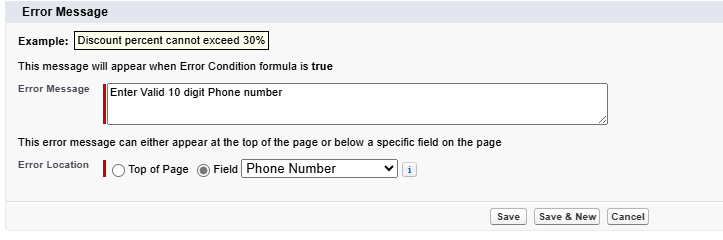 Error Message
Example: Discount percent cannot exceed 30%
This message will appear when Error Condition formula is true
Error Message Enter Valid 10 digit Phone number
This error message can either appear at the top of the page or below a specific field on the page
Error Location Top of Page Field Phone Number i
Save Save & New Cancel